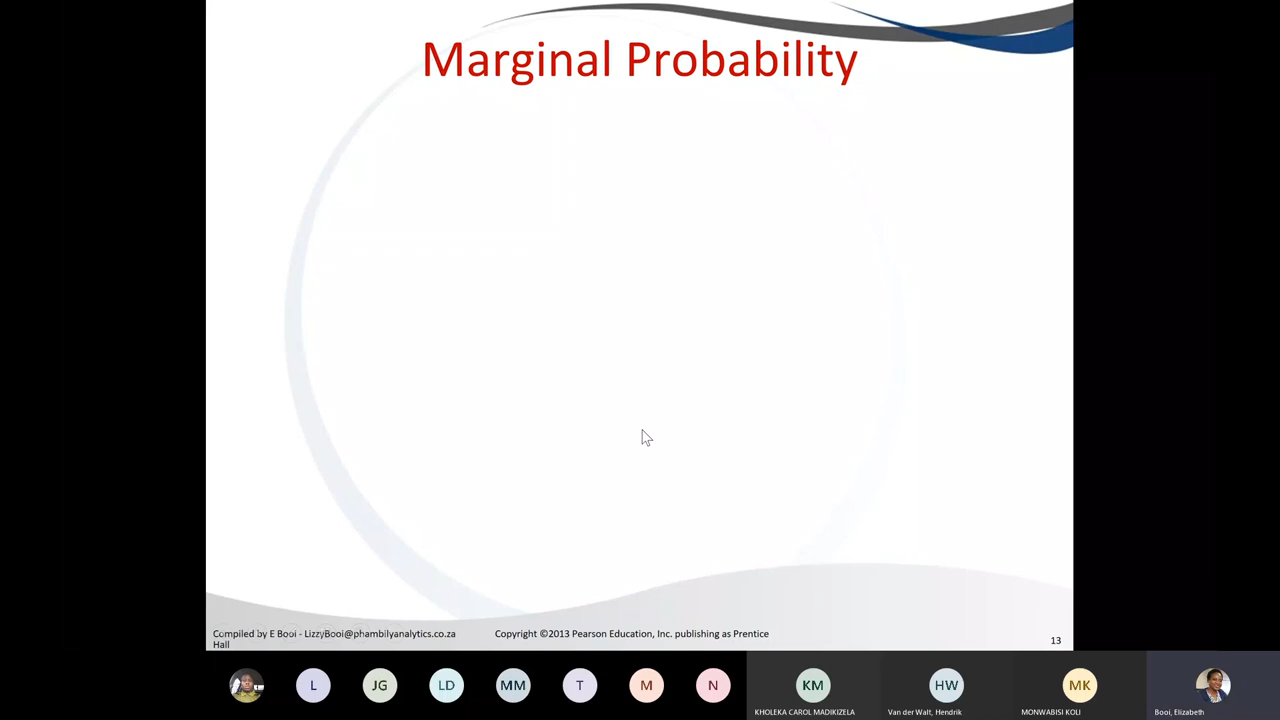 Marginal Probability
Compiled by E Booi - LizzyBooi@phambilyanalytics.co.za
Copyright ©2013 Pearson Education, Inc. publishing as Prentice
Hall
13
L
JG
LD
MM
T
M
N
KM
HW
MK
KHOLEKA CAROL MADIKIZELA
Van der Walt, Hendrik
MONWABISI KOLI
Booi, Elizabeth